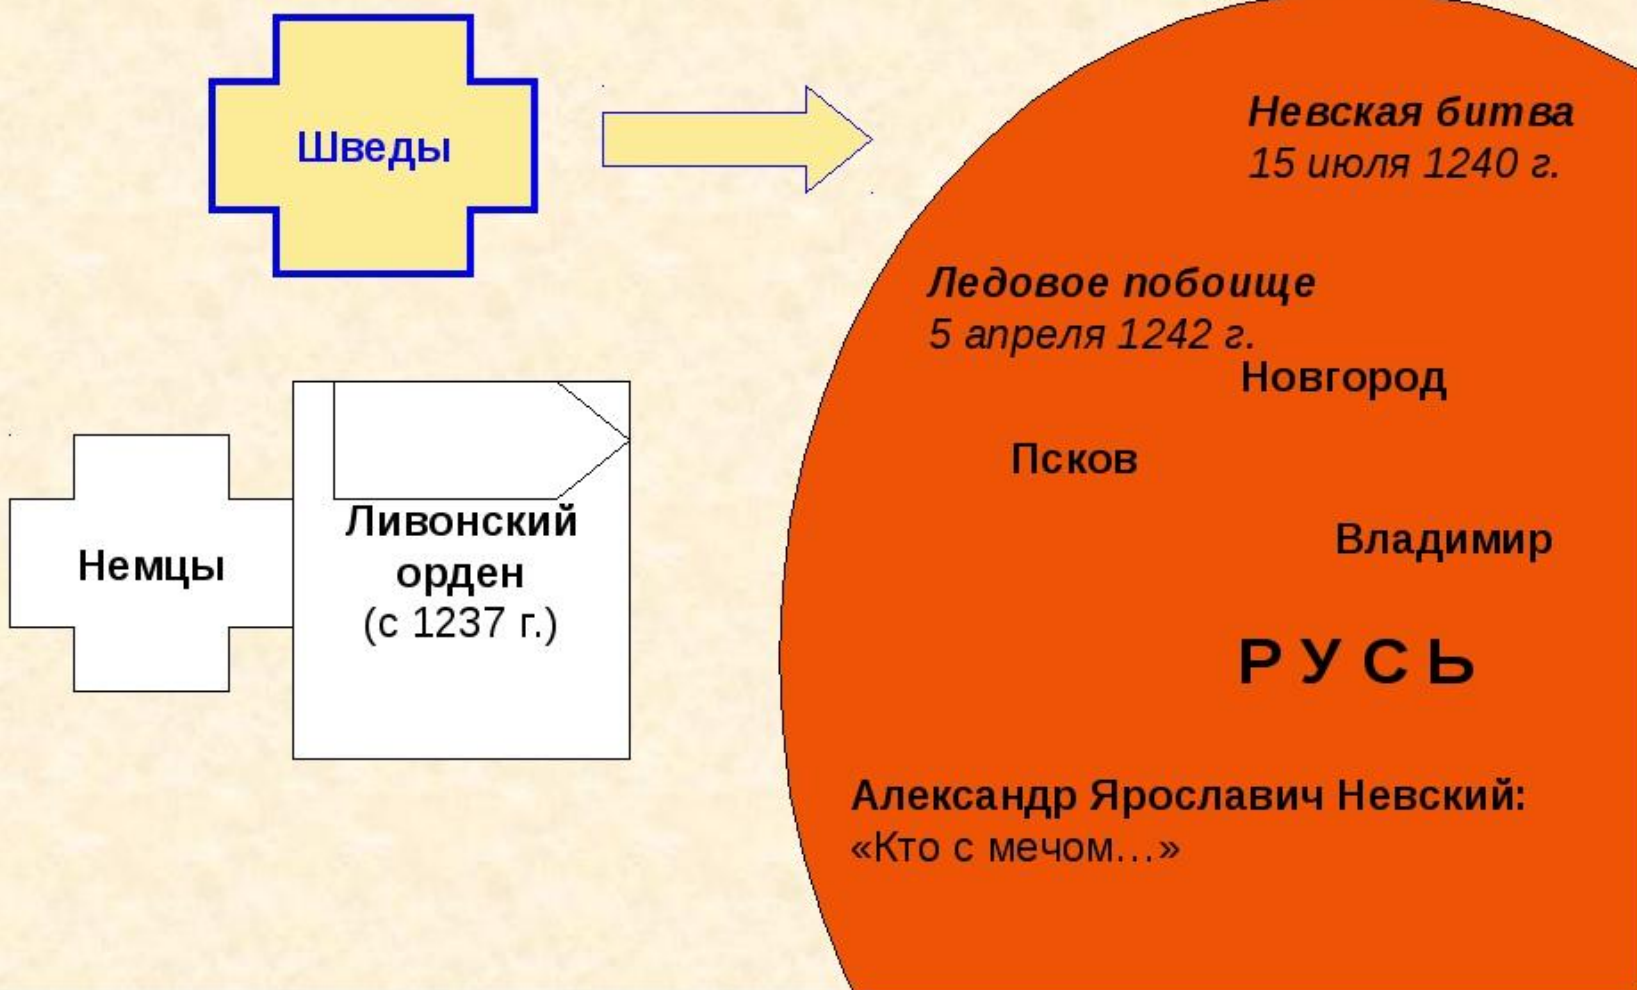 Шведы
Невская битва
15 июля 1240 г.
Ледовое побоище
5 апреля 1242 г.
Новгород
Псков
Ливонский
орден
(с 1237 г.)
Немцы
Владимир
Р У С Ь
Александр Ярославич Невский:
«Кто с мечом…»